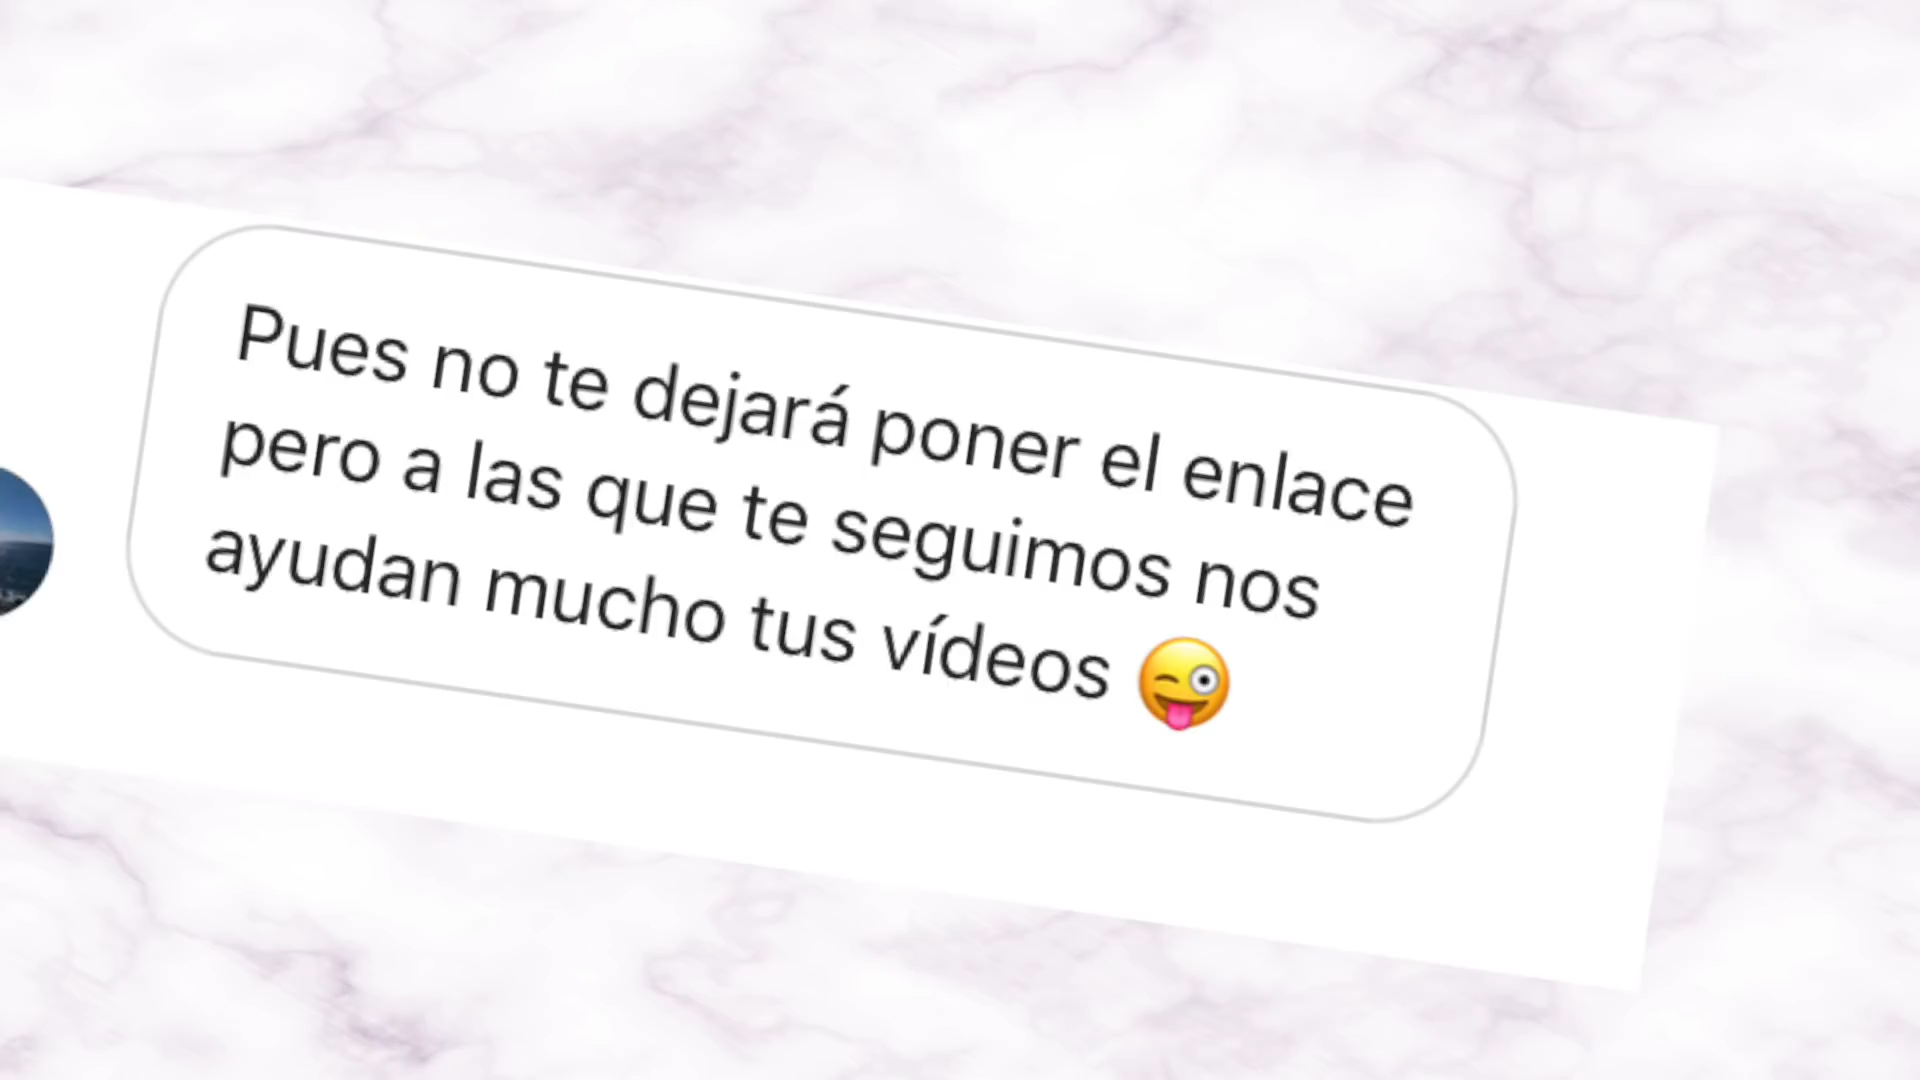 Pues no te dejará poner el enlace
pero a las que te seguimos nos
ayudan mucho tus vídeos 😜